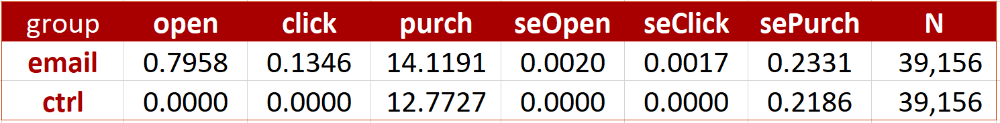 group open click purch seOpen seClick sePurch N
email 0.7958 0.1346 14.1191 0.0020 0.0017 0.2331 39,156
ctrl 0.0000 0.0000 12.7727 0.0000 0.0000 0.2186 39,156